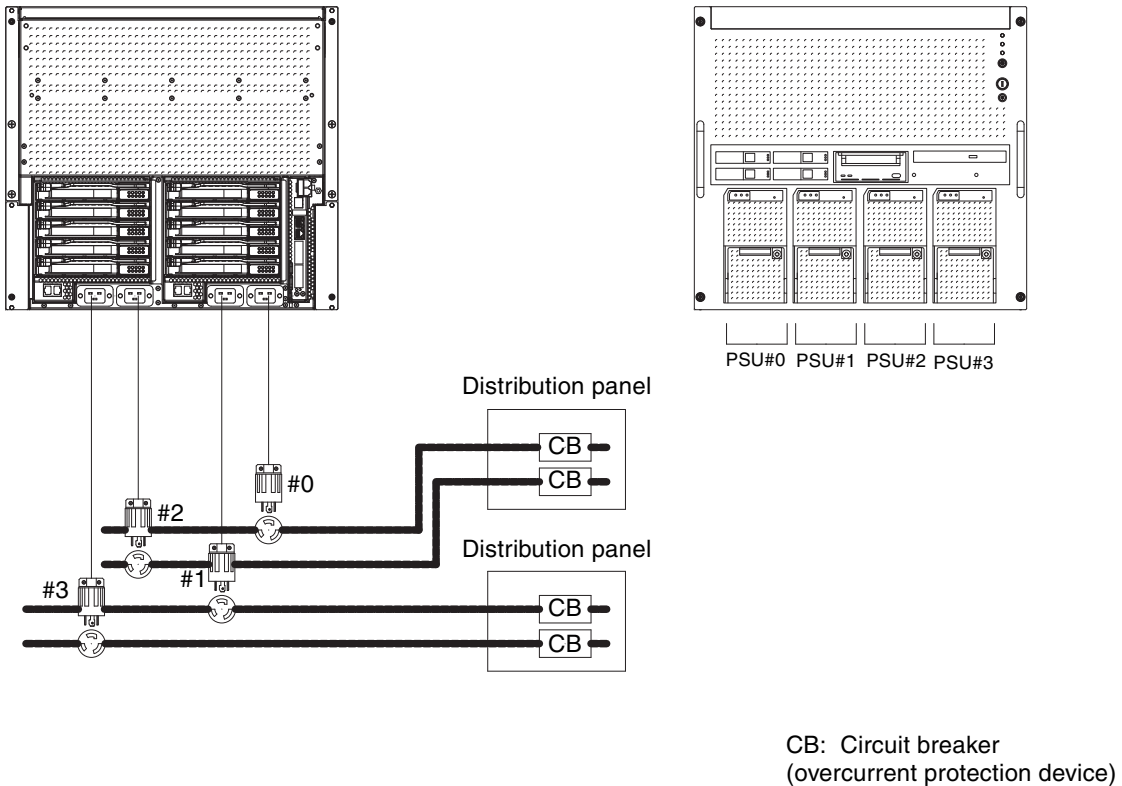 PSU#0 PSU#1 PSU#2 PSU#3
Distribution panel
CB
CB
#0
#2
Distribution panel
#1
#3
CB
CB
CB: Circuit breaker
(overcurrent protection device)